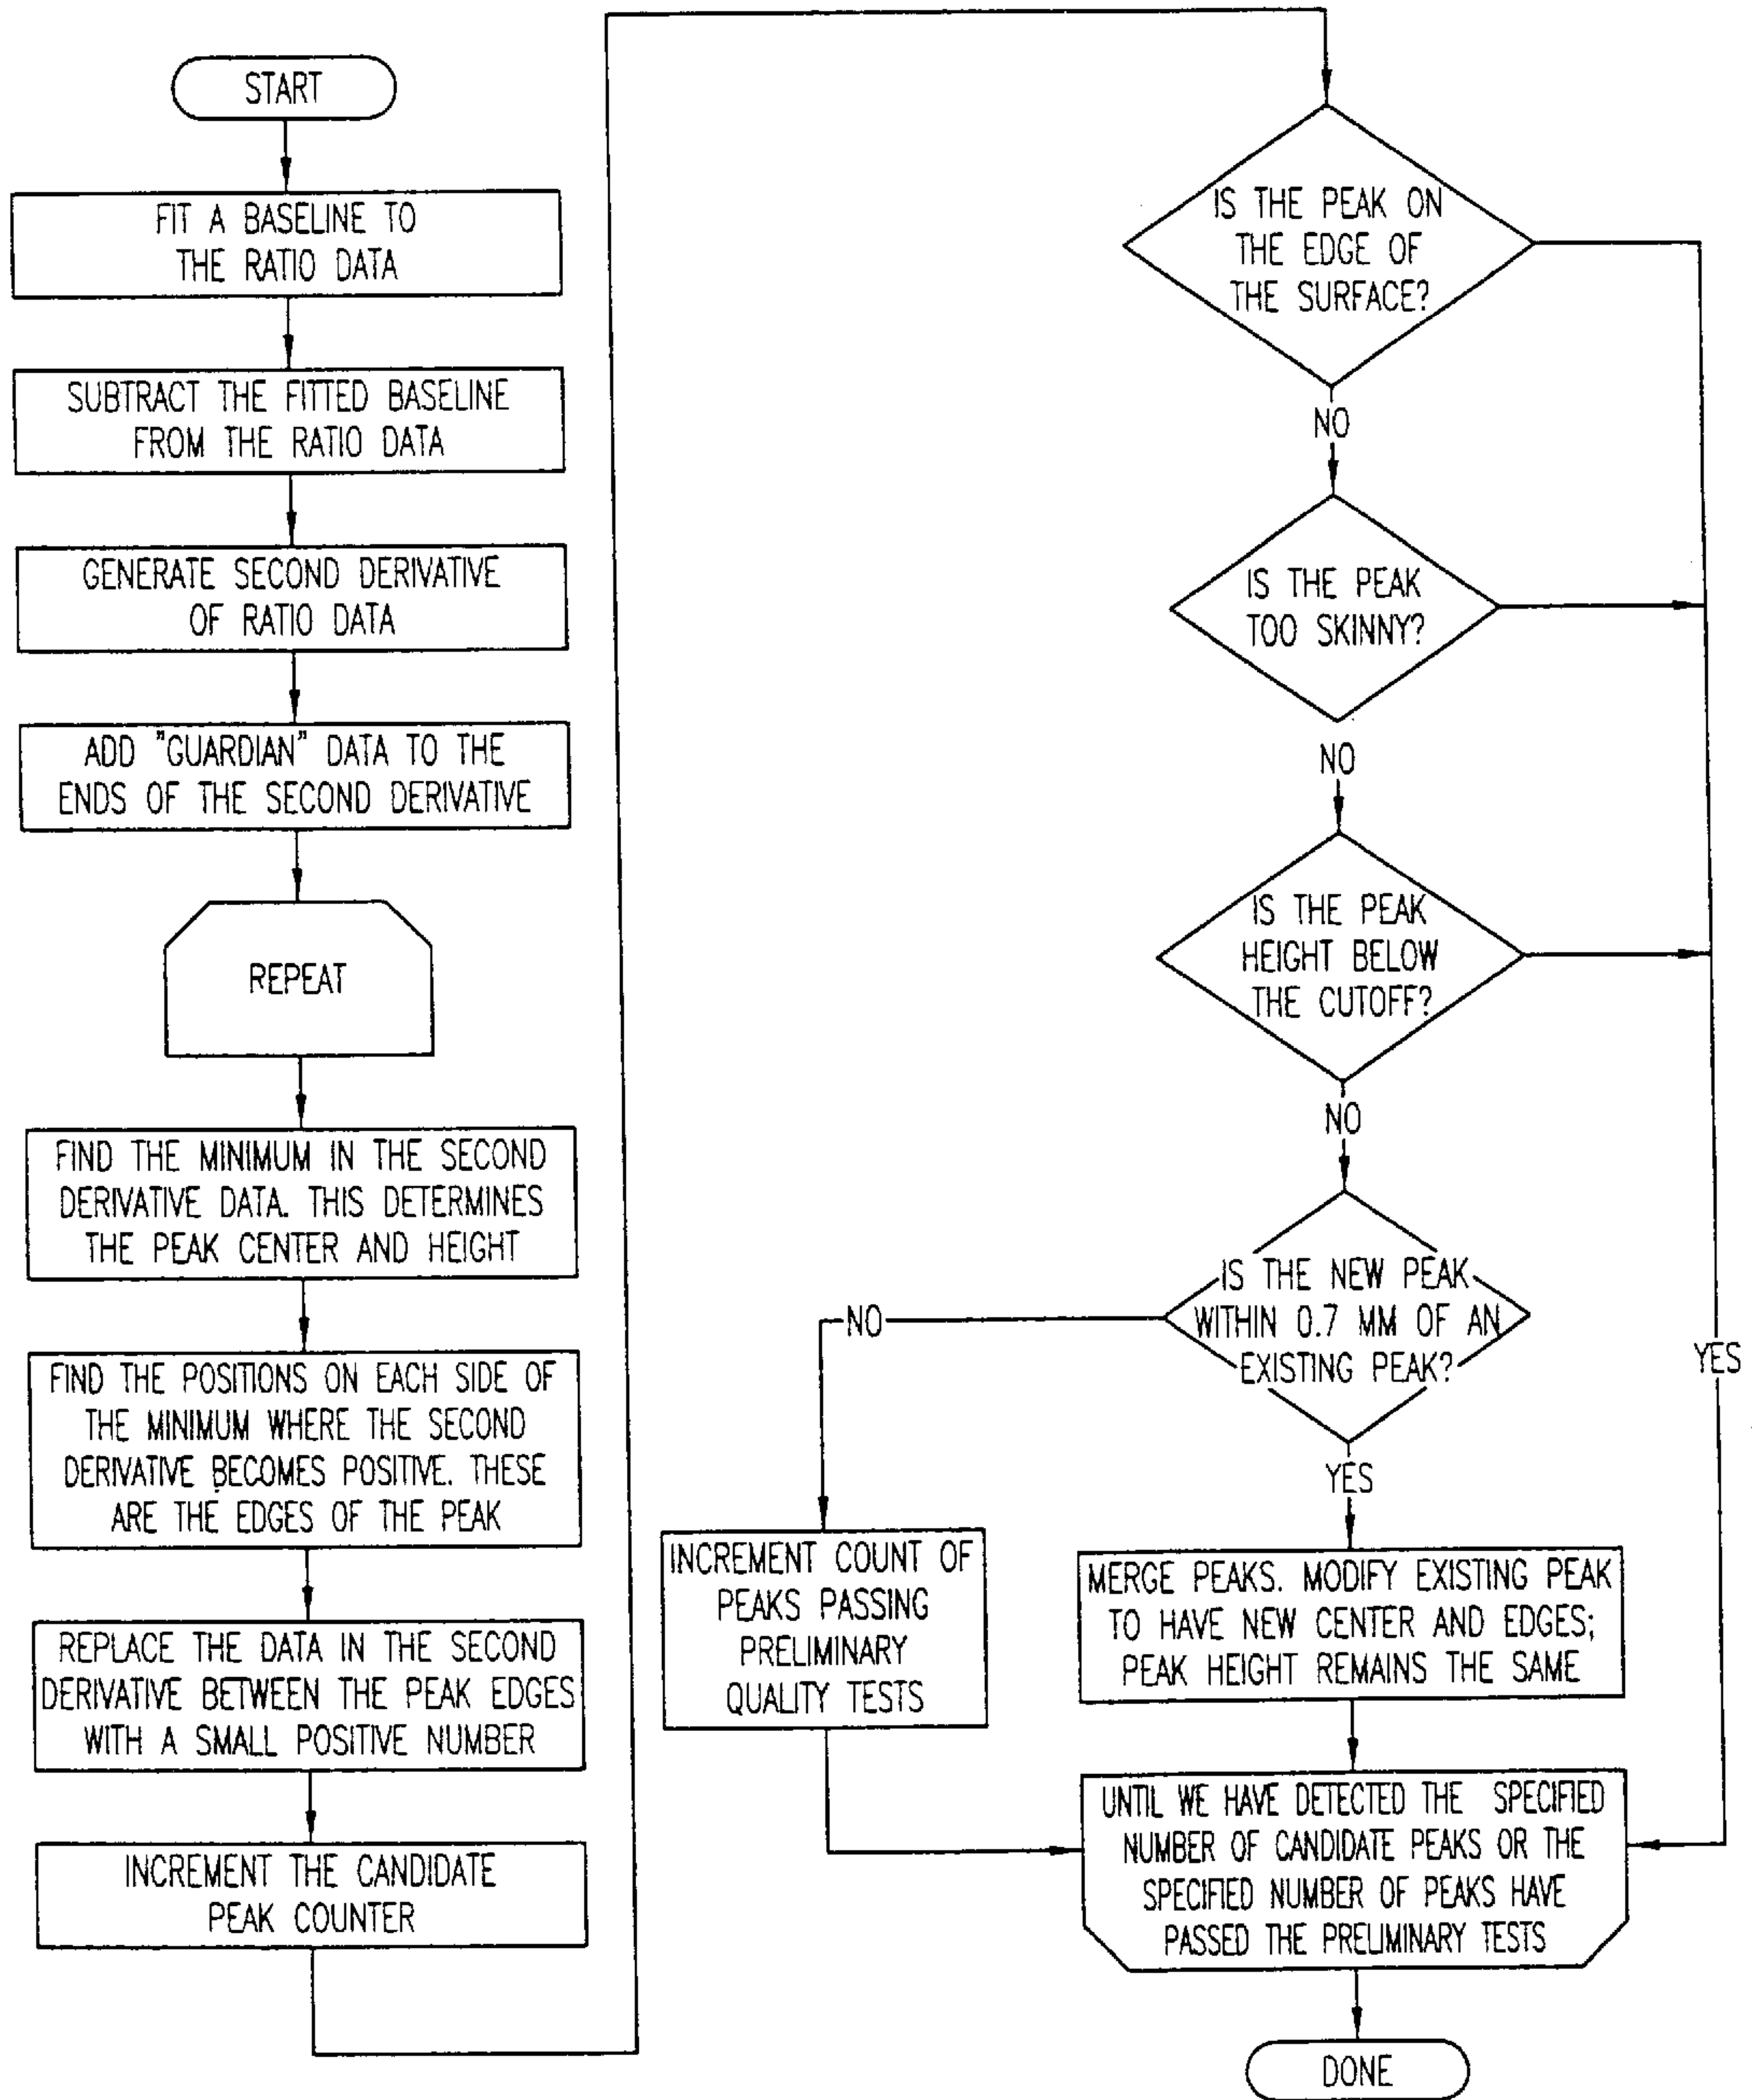 START
FIT A BASELINE TO
THE RATIO DATA
SUBTRACT THE FITTED BASELINE
FROM THE RATIO DATA
GENERATE SECOND DERIVATIVE
OF RATIO DATA
ADD "GUARDIAN" DATA TO THE
ENDS OF THE SECOND DERIVATIVE
REPEAT
FIND THE MINIMUM IN THE SECOND
DERIVATIVE DATA. THIS DETERMINES
THE PEAK CENTER AND HEIGHT
FIND THE POSITIONS ON EACH SIDE OF
THE MINIMUM WHERE THE SECOND
DERIVATIVE BECOMES POSITIVE. THESE
ARE THE EDGES OF THE PEAK
REPLACE THE DATA IN THE SECOND
DERIVATIVE BETWEEN THE PEAK EDGES
WITH A SMALL POSITIVE NUMBER
INCREMENT THE CANDIDATE
PEAK COUNTER
IS THE PEAK ON
THE EDGE OF
THE SURFACE?
NO
IS THE PEAK
TOO SKINNY?
NO
IS THE PEAK
HEIGHT BELOW
THE CUTOFF?
NO
IS THE NEW PEAK
WITHIN 0.7 MM OF AN
EXISTING PEAK?
NO
YES
YES
INCREMENT COUNT OF
PEAKS PASSING
PRELIMINARY
QUALITY TESTS
MERGE PEAKS. MODIFY EXISTING PEAK
TO HAVE NEW CENTER AND EDGES;
PEAK HEIGHT REMAINS THE SAME
UNTIL WE HAVE DETECTED THE SPECIFIED
NUMBER OF CANDIDATE PEAKS OR THE
SPECIFIED NUMBER OF PEAKS HAVE
PASSED THE PRELIMINARY TESTS
DONE